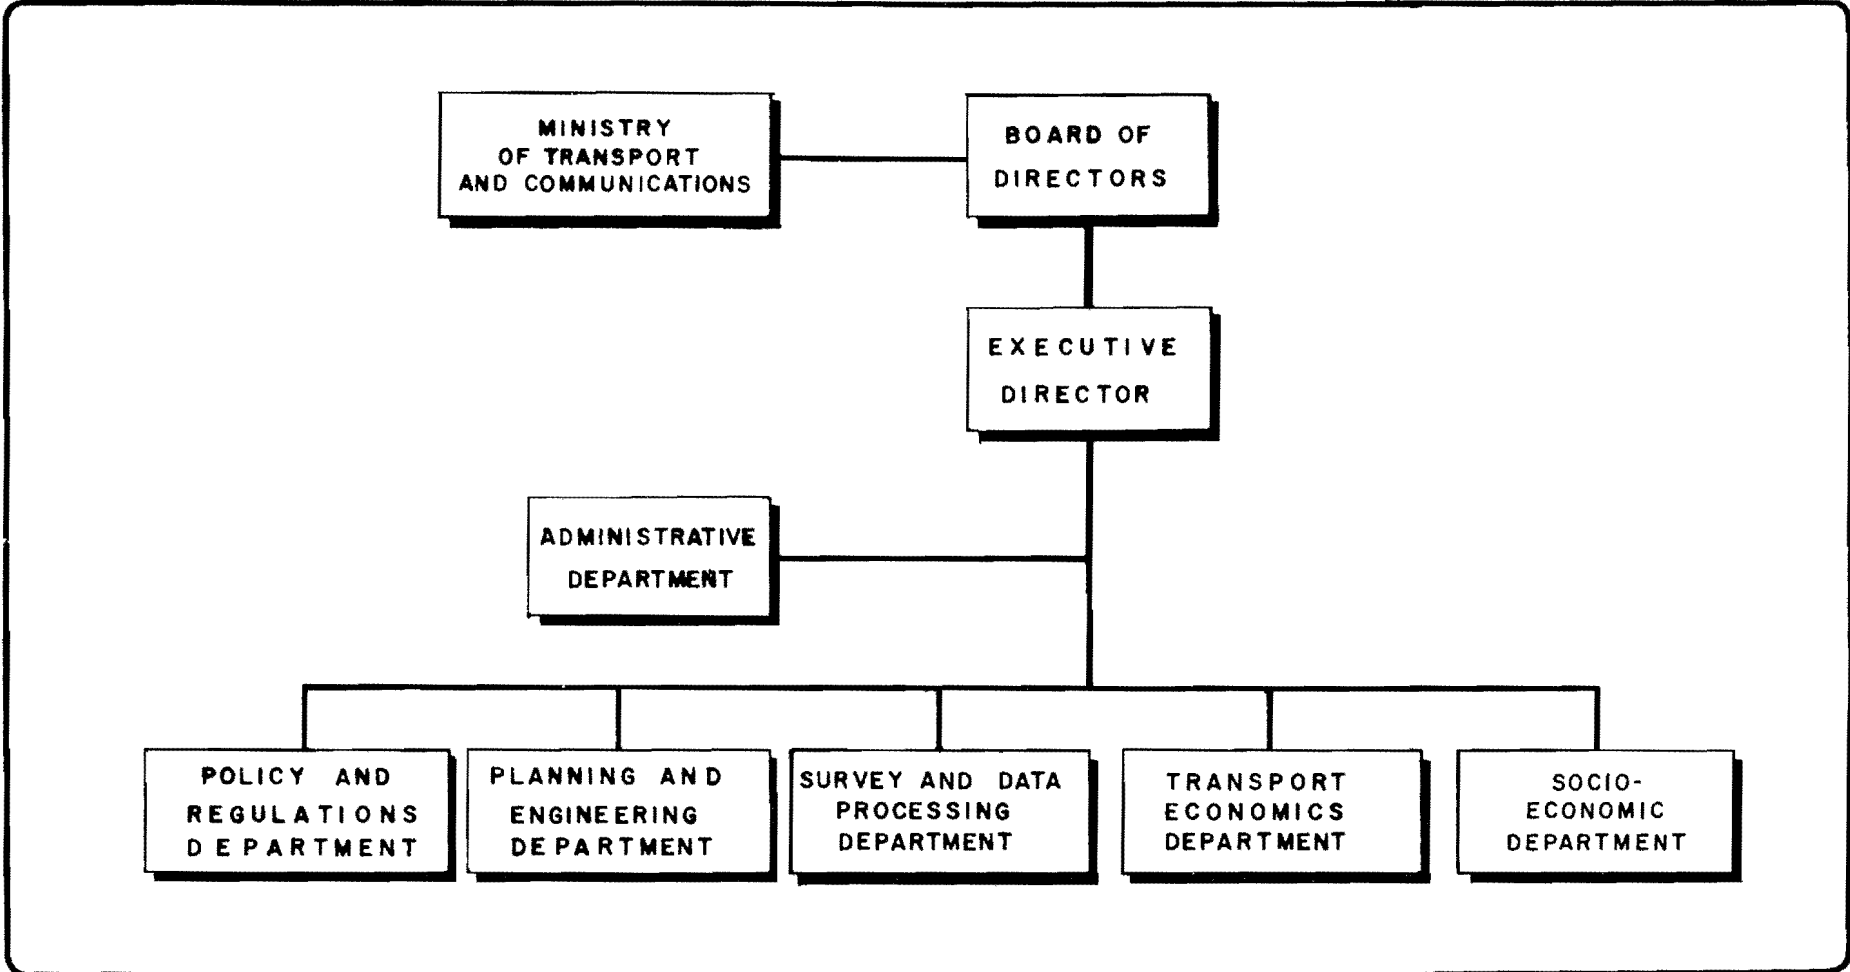 MINISTRY
OF TRANSPORT
AND COMMUNICATIONS
BOARD OF
DIRECTORS
EXECUTIVE
DIRECTOR
ADMINISTRATIVE
DEPARTMENT
POLICY AND
REGULATIONS
DEPARTMENT
PLANNING AND
ENGINEERING
DEPARTMENT
SURVEY AND DATA
PROCESSING
DEPARTMENT
TRANSPORT
ECONOMICS
DEPARTMENT
SOCIO-
ECONOMIC
DEPARTMENT